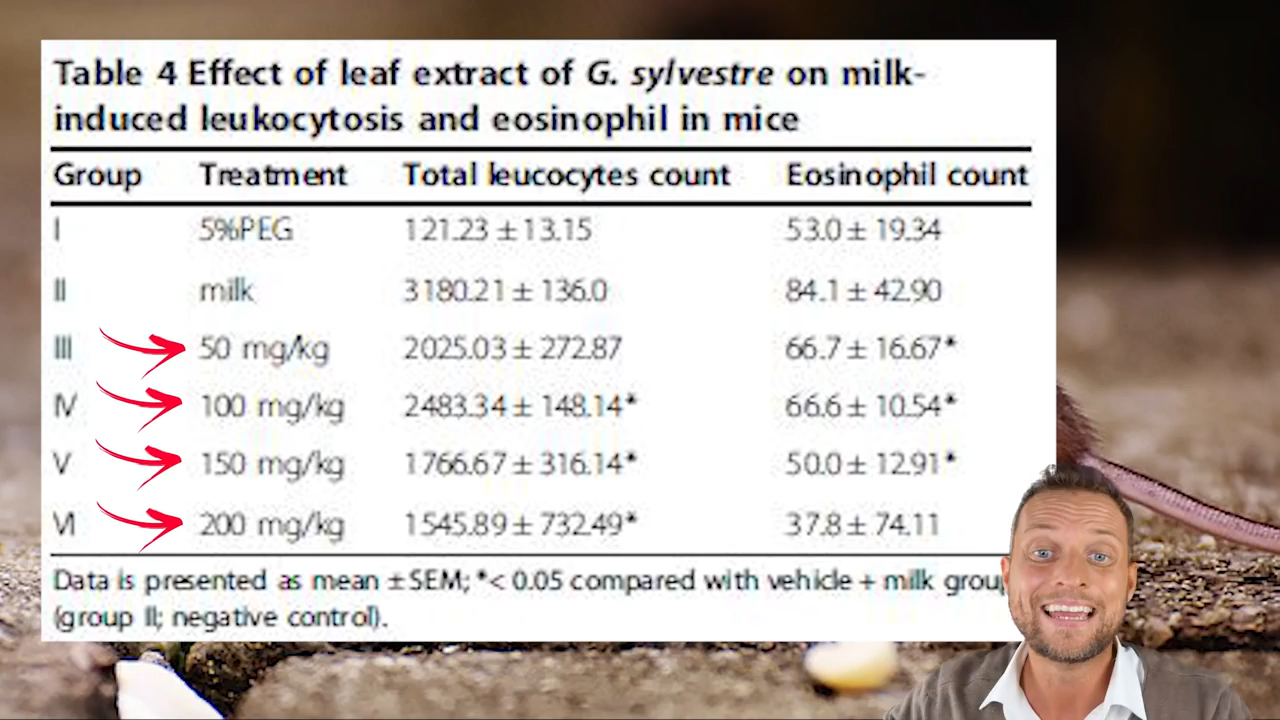 Table 4 Effect of leaf extract of G. sylvestre on milk-
induced leukocytosis and eosinophil in mice
Group Treatment Total leucocytes count Eosinophil count
I 5%PEG 121.23 ± 13.15 53.0 ± 19.34
II milk 3180.21 ± 136.0 84.1 ± 42.90
III 50 mg/kg 2025.03 ± 272.87 66.7 ± 16.67*
IV 100 mg/kg 2483.34 ± 148.14* 66.6 ± 10.54*
V 150 mg/kg 1766.67 ± 316.14* 50.0 ± 12.91*
VI 200 mg/kg 1545.89 ± 732.49* 37.8 ± 74.11
Data is presented as mean ± SEM; *< 0.05 compared with vehicle + milk
(group II; negative control).